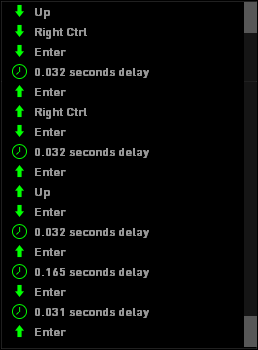 Up
Right Ctrl
Enter
0.032 seconds delay
Enter
Right Ctrl
Enter
0.032 seconds delay
Enter
Up
Enter
0.032 seconds delay
Enter
0.165 seconds delay
Enter
0.031 seconds delay
Enter